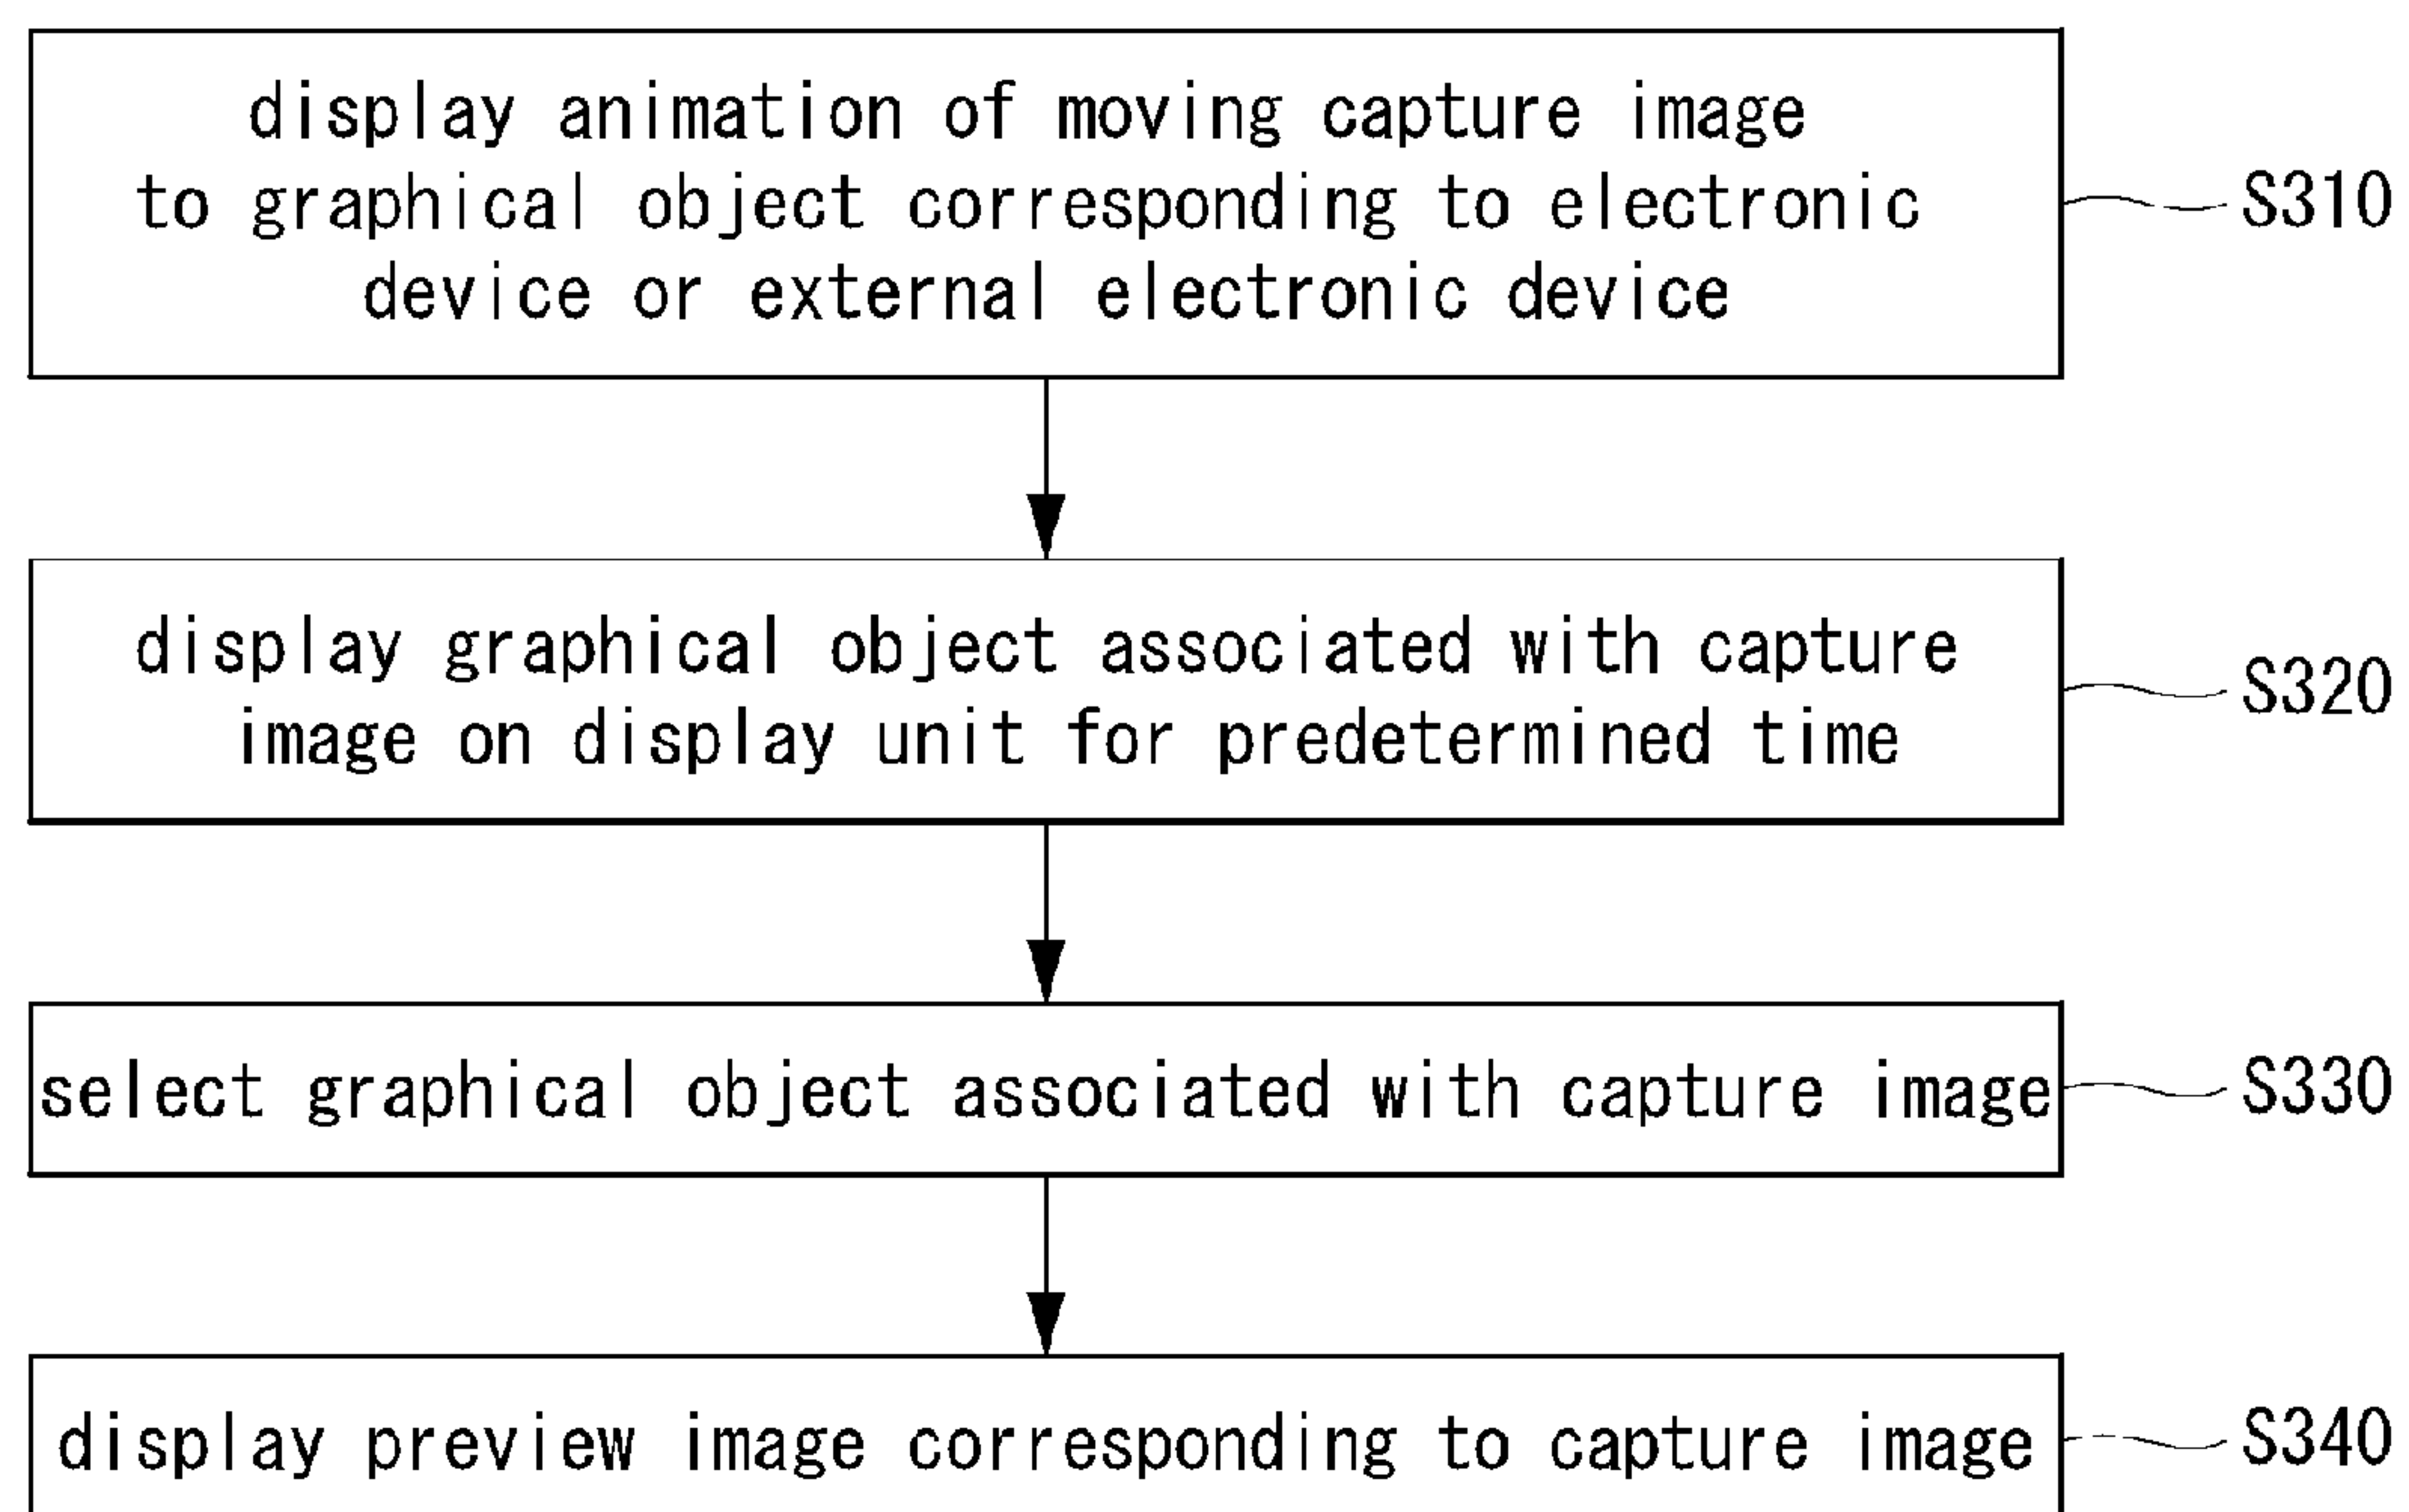 display animation of moving capture image
to graphical object corresponding to electronic
device or external electronic device
S310
display graphical object associated with capture
image on display unit for predetermined time
S320
select graphical object associated with capture image
S330
display preview image corresponding to capture image
S340